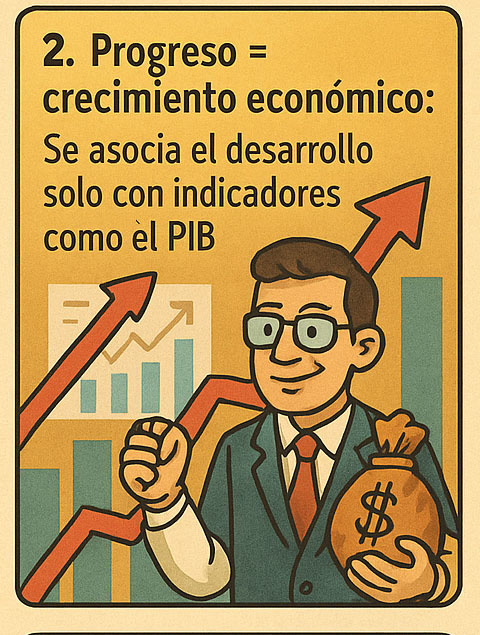 2. Progreso =
crecimiento económico:
Se asocia el desarrollo
solo con indicadores
como èl PIB
$